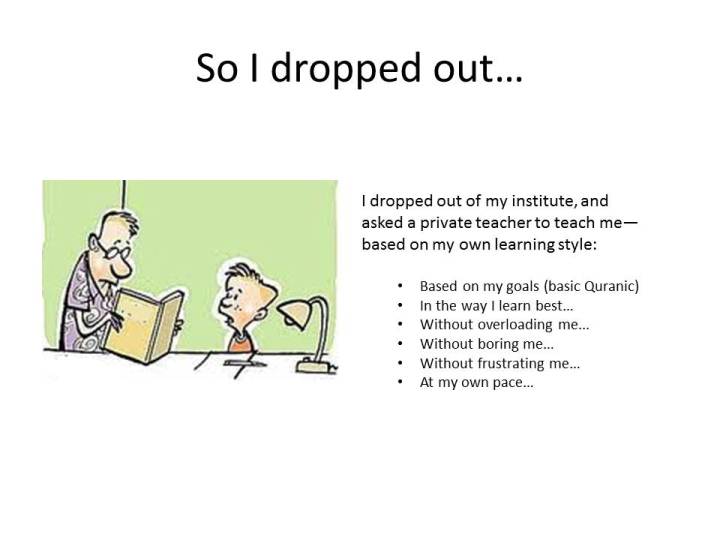 So I dropped out…
I dropped out of my institute, and
asked a private teacher to teach me—
based on my own learning style:
• Based on my goals (basic Quranic)
• In the way I learn best…
• Without overloading me…
• Without boring me…
• Without frustrating me…
• At my own pace…